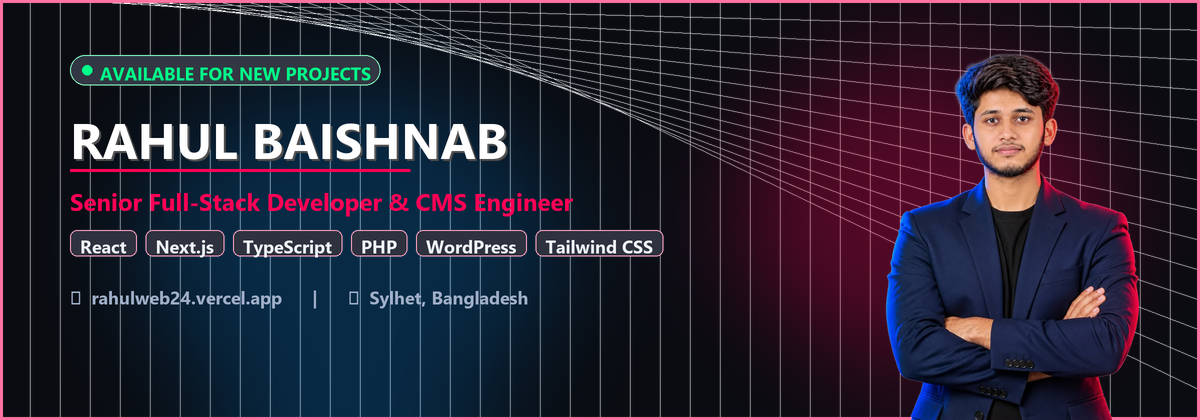 AVAILABLE FOR NEW PROJECTS
RAHUL BAISHNAB
Senior Full-Stack Developer & CMS Engineer
React Next.js TypeScript PHP WordPress Tailwind CSS
rahulweb24.vercel.app | Sylhet, Bangladesh